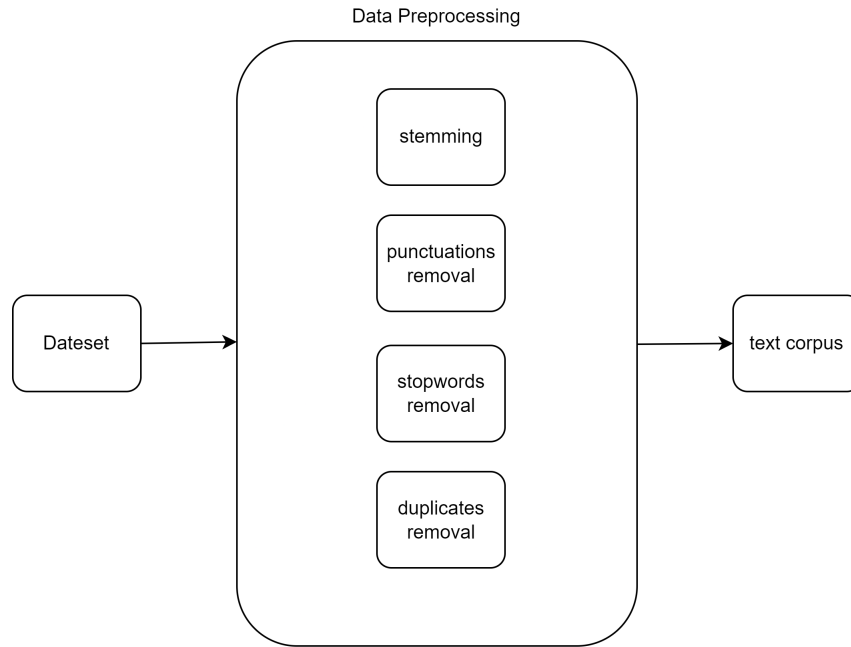 Data Preprocessing
stemming
punctuations
removal
Dateset
stopwords
removal
text corpus
duplicates
removal